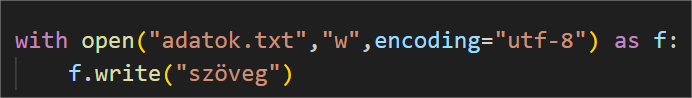 with open("adatok.txt","w",encoding="utf-8") as f:
    f.write("szöveg")